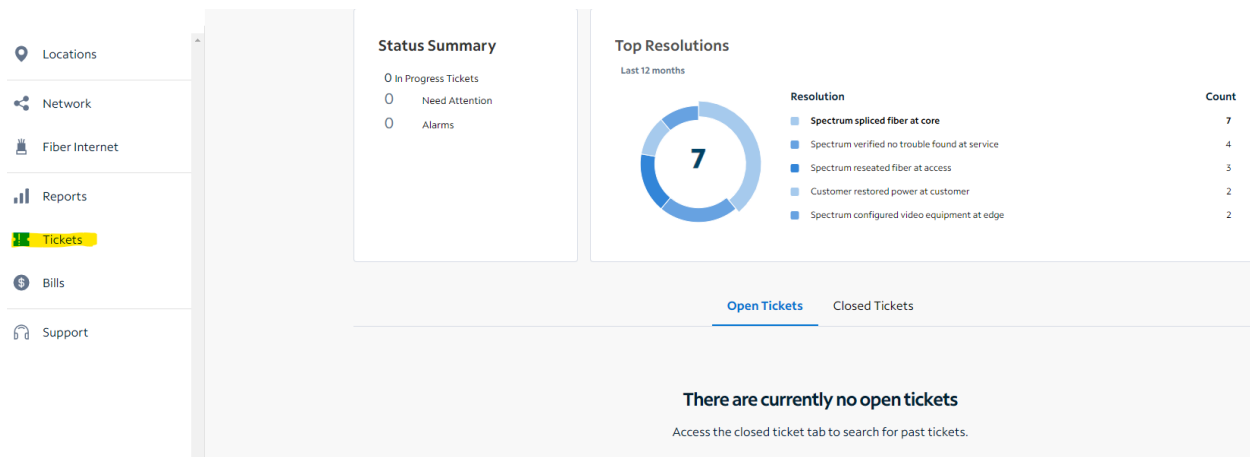 Locations
Network
Fiber Internet
Reports
Tickets
Bills
Support
Status Summary
0 In Progress Tickets
0 Need Attention
0 Alarms
Top Resolutions
Last 12 months
7
Resolution Count
Spectrum spliced fiber at core 7
Spectrum verified no trouble found at service 4
Spectrum reseated fiber at access 3
Customer restored power at customer 2
Spectrum configured video equipment at edge 2
Open Tickets Closed Tickets
There are currently no open tickets
Access the closed ticket tab to search for past tickets.